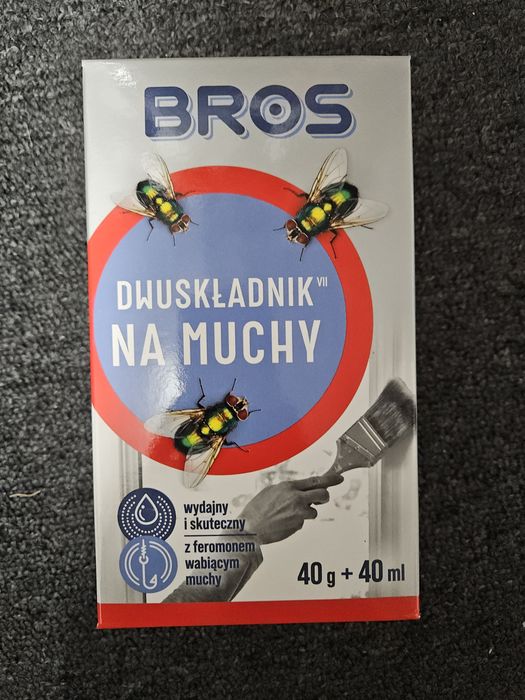 BROS
DWUSKŁADNIK VII
NA MUCHY
wydajny
i skuteczny
z feromonem
wabiącym
muchy
40 g + 40 ml